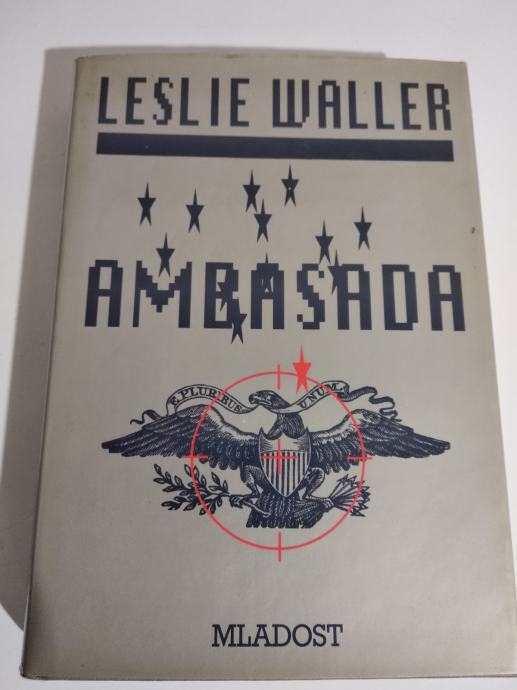 LESLIE WALLER
AMBASADA
E PLURIBUS UNUM
MLADOST